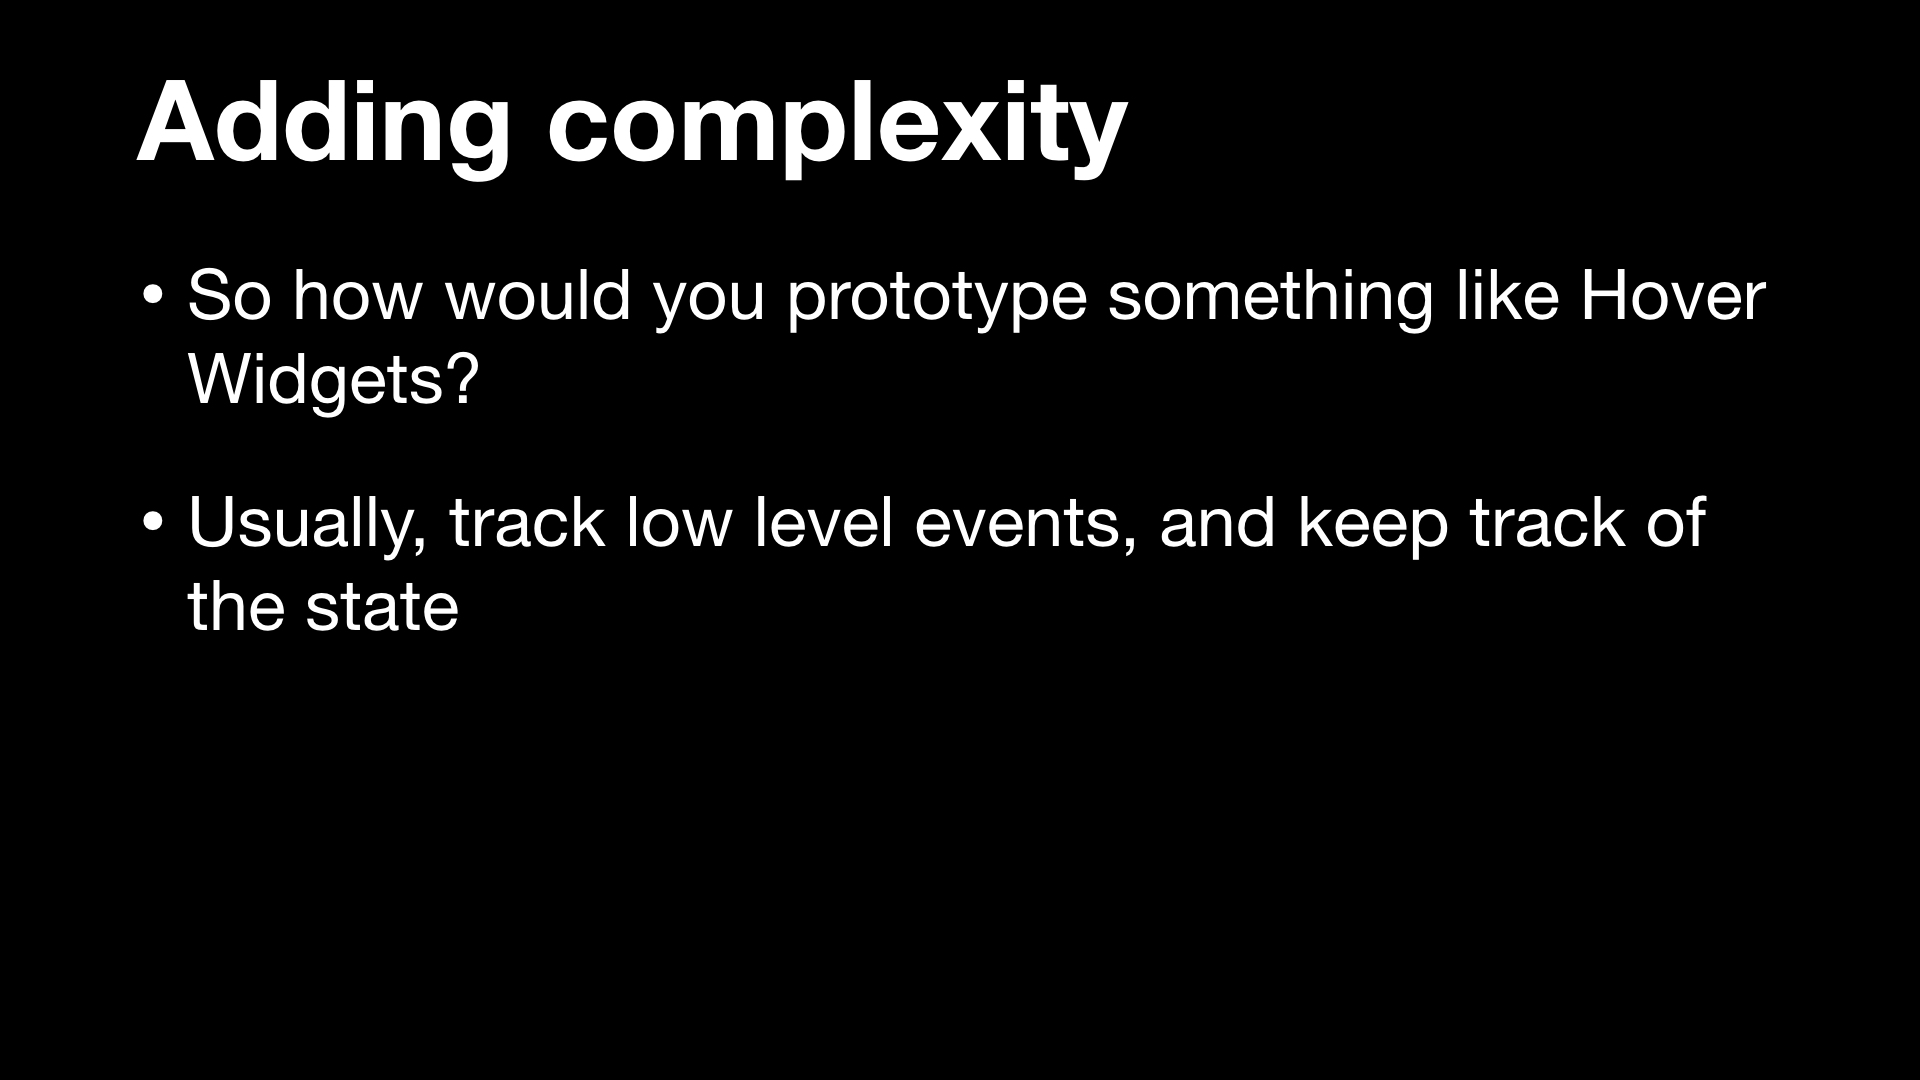 Adding complexity
• So how would you prototype something like Hover
Widgets?
• Usually, track low level events, and keep track of
the state